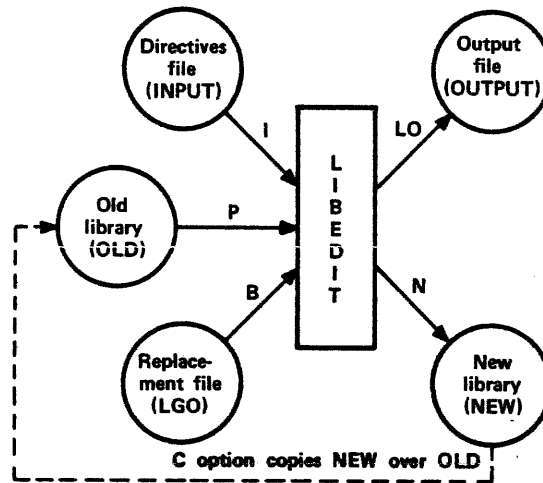 Directives
file
(INPUT)
Output
file
(OUTPUT)
I
LO
LIBEDIT
Old
library
(OLD)
P
B
N
Replace-
ment file
(LGO)
New
library
(NEW)
C option copies NEW over OLD